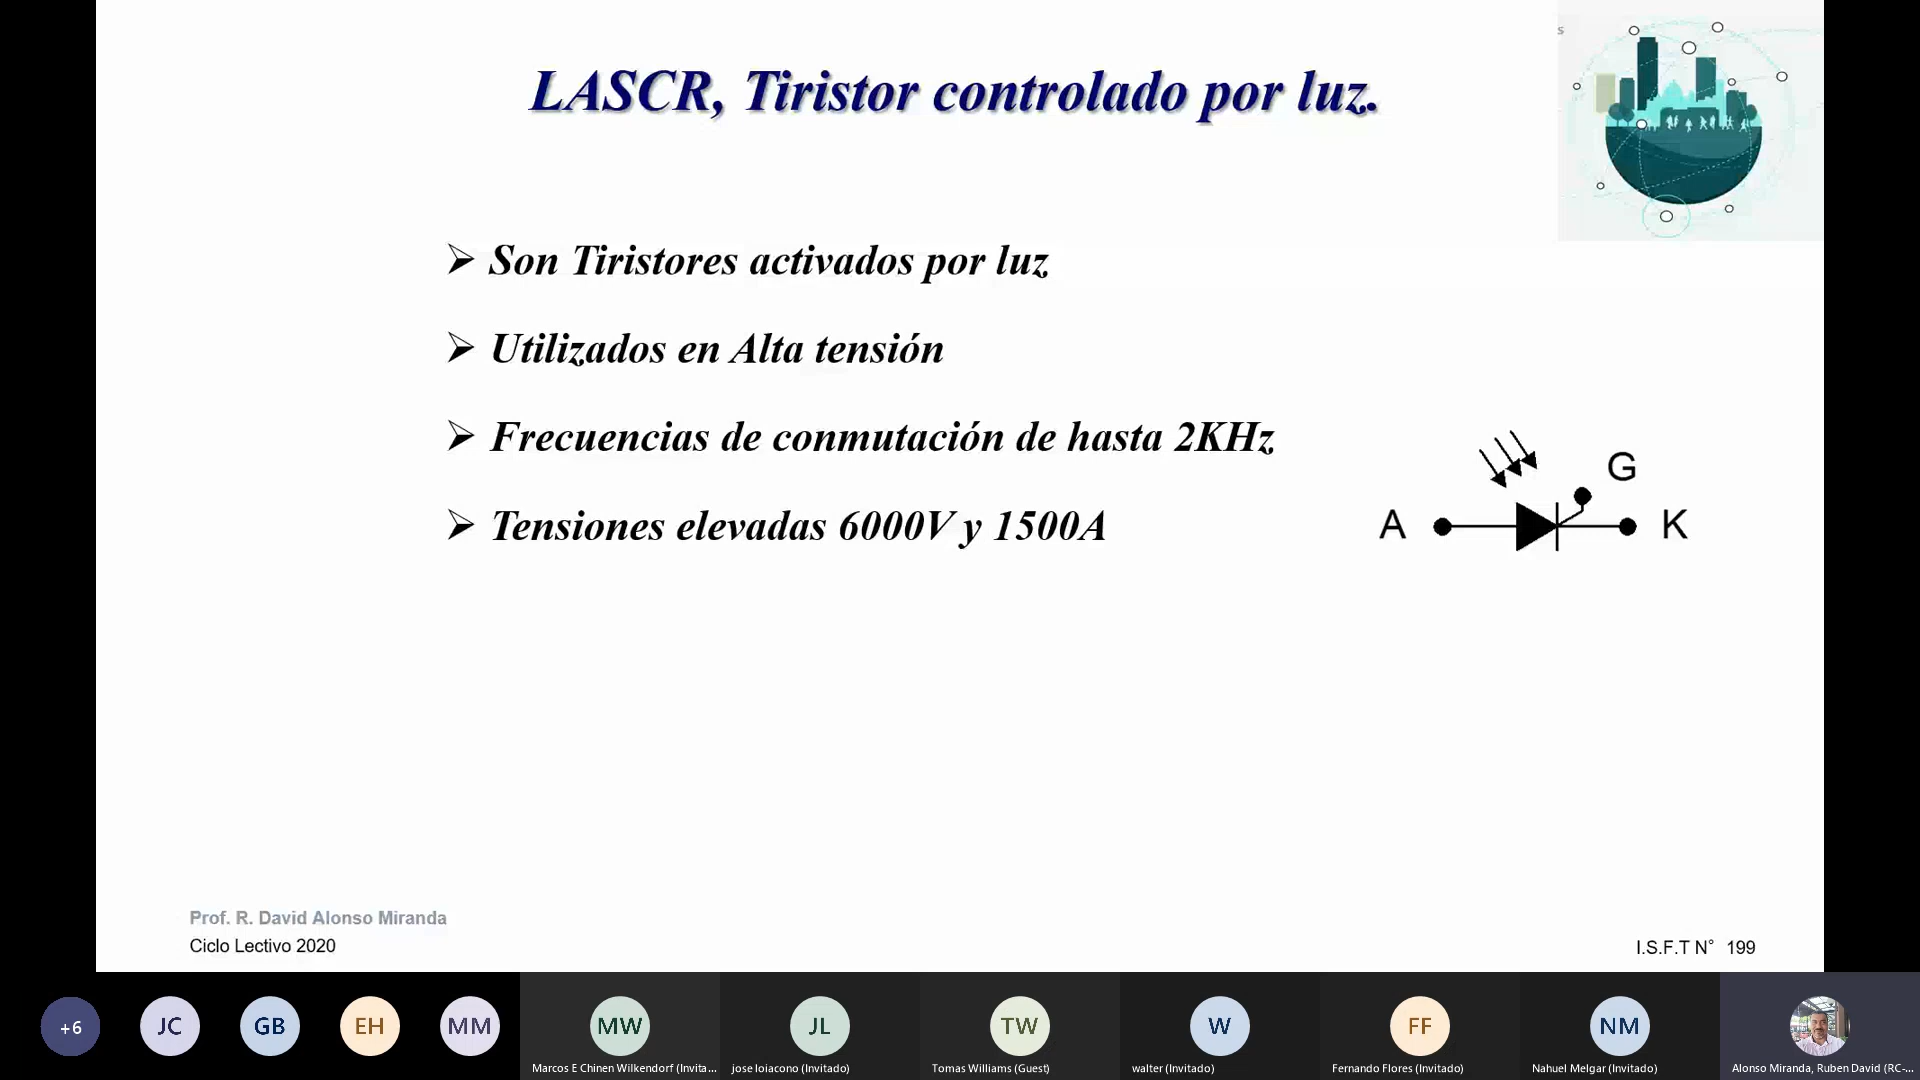 s
LASCR, Tiristor controlado por luz.
Son Tiristores activados por luz
Utilizados en Alta tensión
Frecuencias de conmutación de hasta 2KHz
Tensiones elevadas 6000V y 1500A
G
A
K
Prof. R. David Alonso Miranda
Ciclo Lectivo 2020
I.S.F.T N° 199
+6
JC
GB
EH
MM
MW
JL
TW
W
FF
NM
Marcos E Chinen Wilkendorf (Invita...
jose loiacono (Invitado)
Tomas Williams (Guest)
walter (Invitado)
Fernando Flores (Invitado)
Nahuel Melgar (Invitado)
Alonso Miranda, Ruben David (RC-...